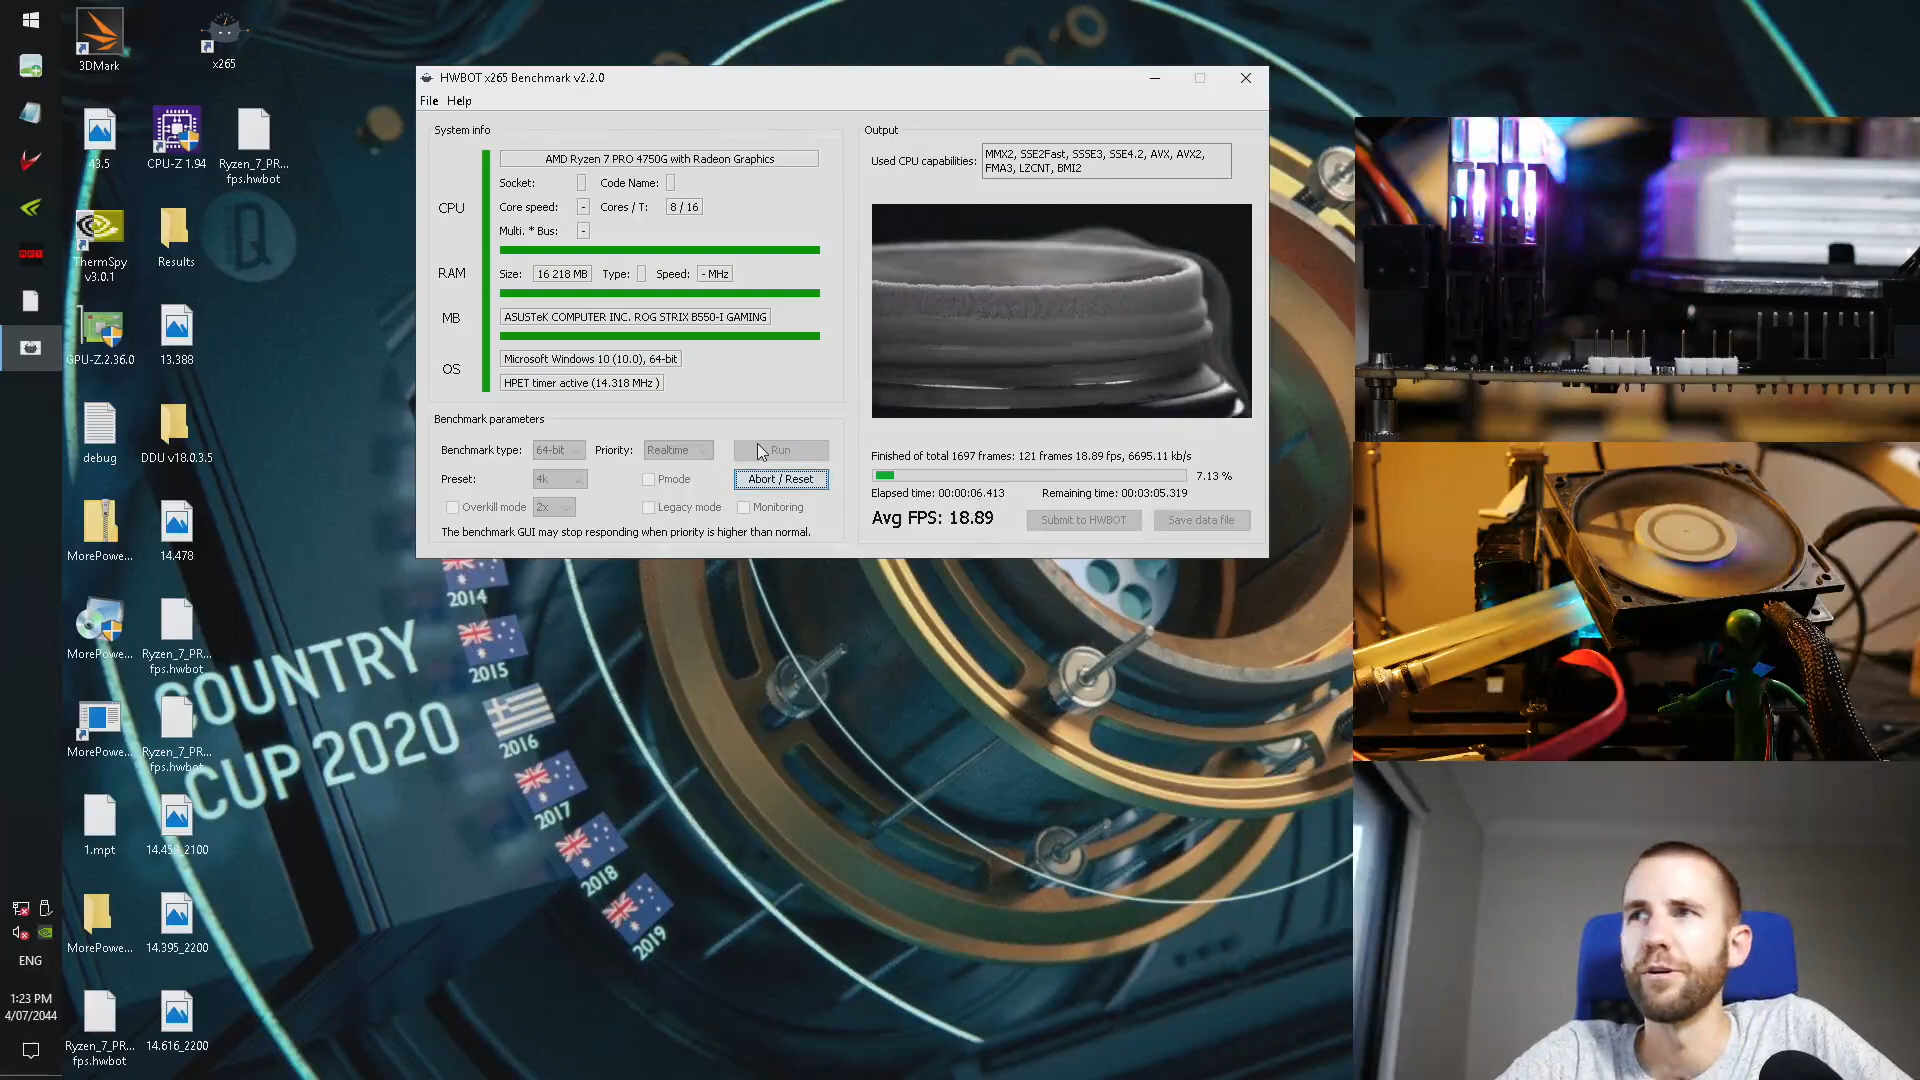 3DMark
x265
43.5
CPU-Z 1.94
Ryzen_7_PR...
fps.hwbot
ThermSpy
v3.0.1
Results
GPU-Z.2.36.0
13.388
debug
DDU v18.0.3.5
MorePowe...
14.478
MorePowe...
Ryzen_7_PR...
fps.hwbot
MorePowe...
Ryzen_7_PR...
fps.hwbot
1.mpt
14.459_2100
MorePowe...
14.395_2200
Ryzen_7_PR...
fps.hwbot
14.616_2200
ENG
1:23 PM
4/07/2044
HWBOT x265 Benchmark v2.2.0
File Help
System info
CPU
AMD Ryzen 7 PRO 4750G with Radeon Graphics
Socket: Code Name:
Core speed: - Cores / T: 8 / 16
Multi. * Bus: -
RAM
Size: 16 218 MB Type: Speed: - MHz
MB
ASUSTeK COMPUTER INC. ROG STRIX B550-I GAMING
OS
Microsoft Windows 10 (10.0), 64-bit
HPET timer active (14.318 MHz )
Benchmark parameters
Benchmark type: 64-bit Priority: Realtime Run
Preset: 4k Pmode Abort / Reset
Overkill mode 2x Legacy mode Monitoring
The benchmark GUI may stop responding when priority is higher than normal.
Output
Used CPU capabilities: MMX2, SSE2Fast, SSSE3, SSE4.2, AVX, AVX2,
FMA3, LZCNT, BMI2
Finished of total 1697 frames: 121 frames 18.89 fps, 6695.11 kb/s
7.13 %
Elapsed time: 00:00:06.413 Remaining time: 00:03:05.319
Avg FPS: 18.89 Submit to HWBOT Save data file
COUNTRY
CUP 2020
2014
2015
2016
2017
2018
2019